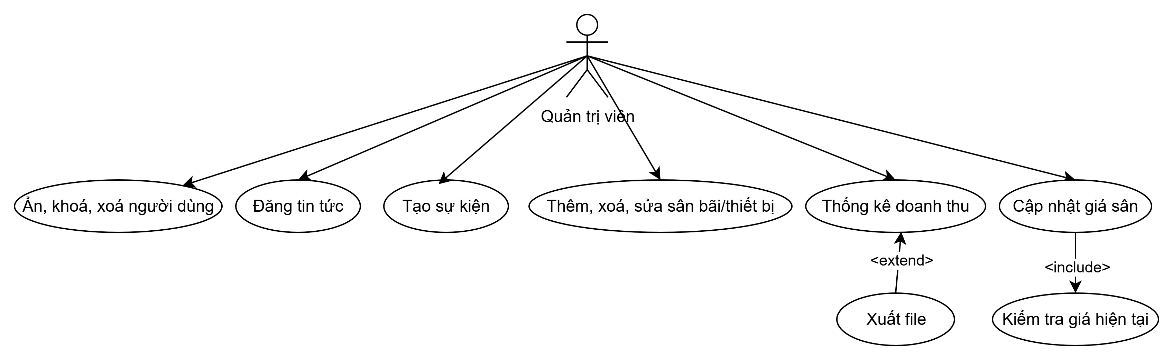 Quản trị viên
Ẩn, khoá, xoá người dùng
Đăng tin tức
Tạo sự kiện
Thêm, xoá, sửa sân bãi/thiết bị
Thống kê doanh thu
Cập nhật giá sân
<extend>
<include>
Xuất file
Kiểm tra giá hiện tại